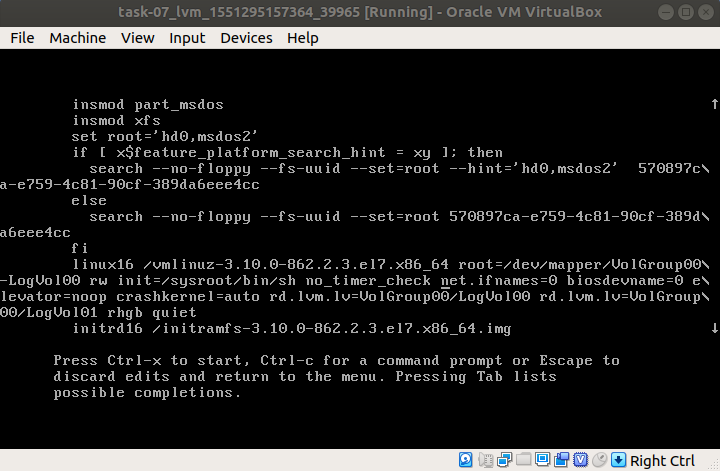 task-07_lvm_1551295157364_39965 [Running] - Oracle VM VirtualBox
File Machine View Input Devices Help
insmod part_msdos
insmod xfs
set root='hd0,msdos2'
if [ x$feature_platform_search_hint = xy ]; then
search --no-floppy --fs-uuid --set=root --hint='hd0,msdos2'  570897c\
a-e759-4c81-90cf-389da6eee4cc
else
search --no-floppy --fs-uuid --set=root 570897ca-e759-4c81-90cf-389d\
a6eee4cc
fi
linux16 /vmlinuz-3.10.0-862.2.3.el7.x86_64 root=/dev/mapper/VolGroup00\
-LogVol00 rw init=/sysroot/bin/sh no_timer_check net.ifnames=0 biosdevname=0 e\
levator=noop crashkernel=auto rd.lvm.lv=VolGroup00/LogVol00 rd.lvm.lv=VolGroup\
00/LogVol01 rhgb quiet
initrd16 /initramfs-3.10.0-862.2.3.el7.x86_64.img
Press Ctrl-x to start, Ctrl-c for a command prompt or Escape to
discard edits and return to the menu. Pressing Tab lists
possible completions.
Right Ctrl